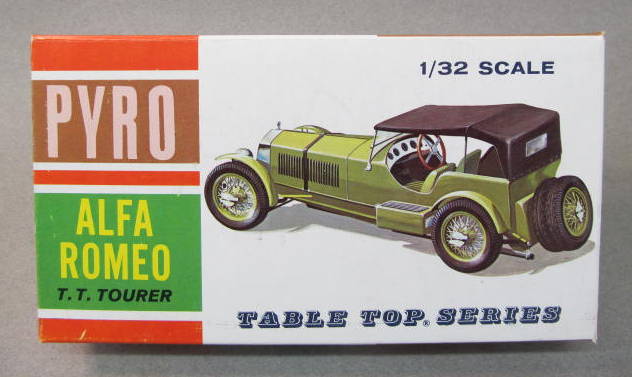 PYRO
ALFA
ROMEO
T.T. TOURER
1/32 SCALE
TABLE TOP. SERIES